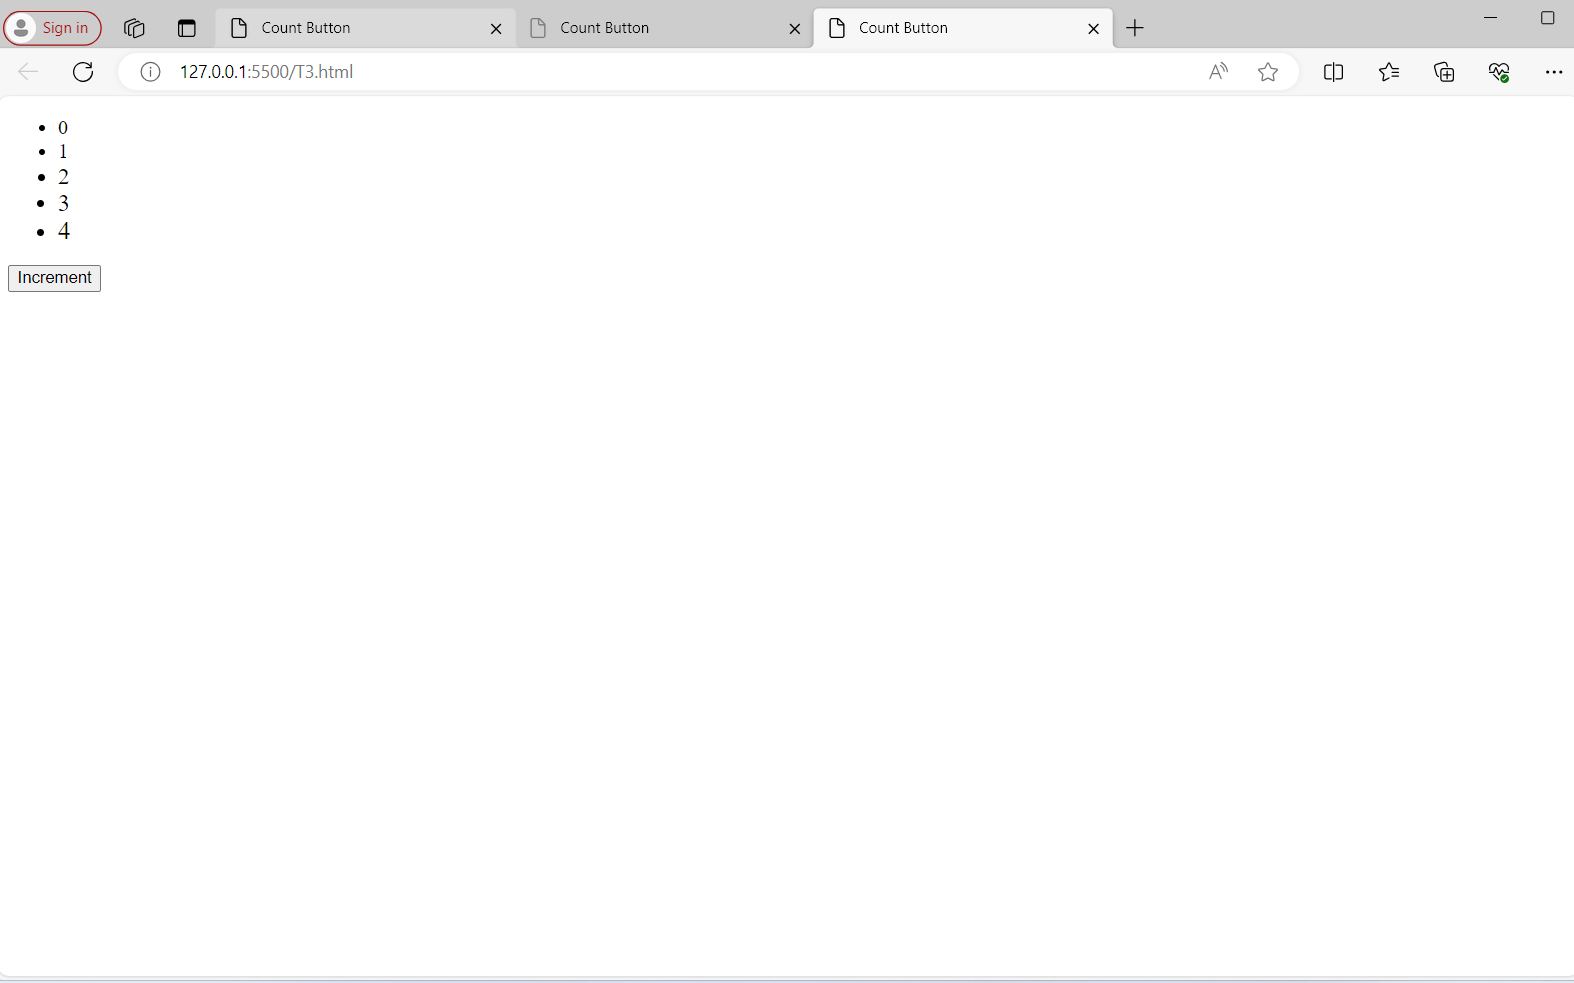 Sign in
Count Button
Count Button
Count Button
127.0.0.1:5500/T3.html
0
1
2
3
4
Increment